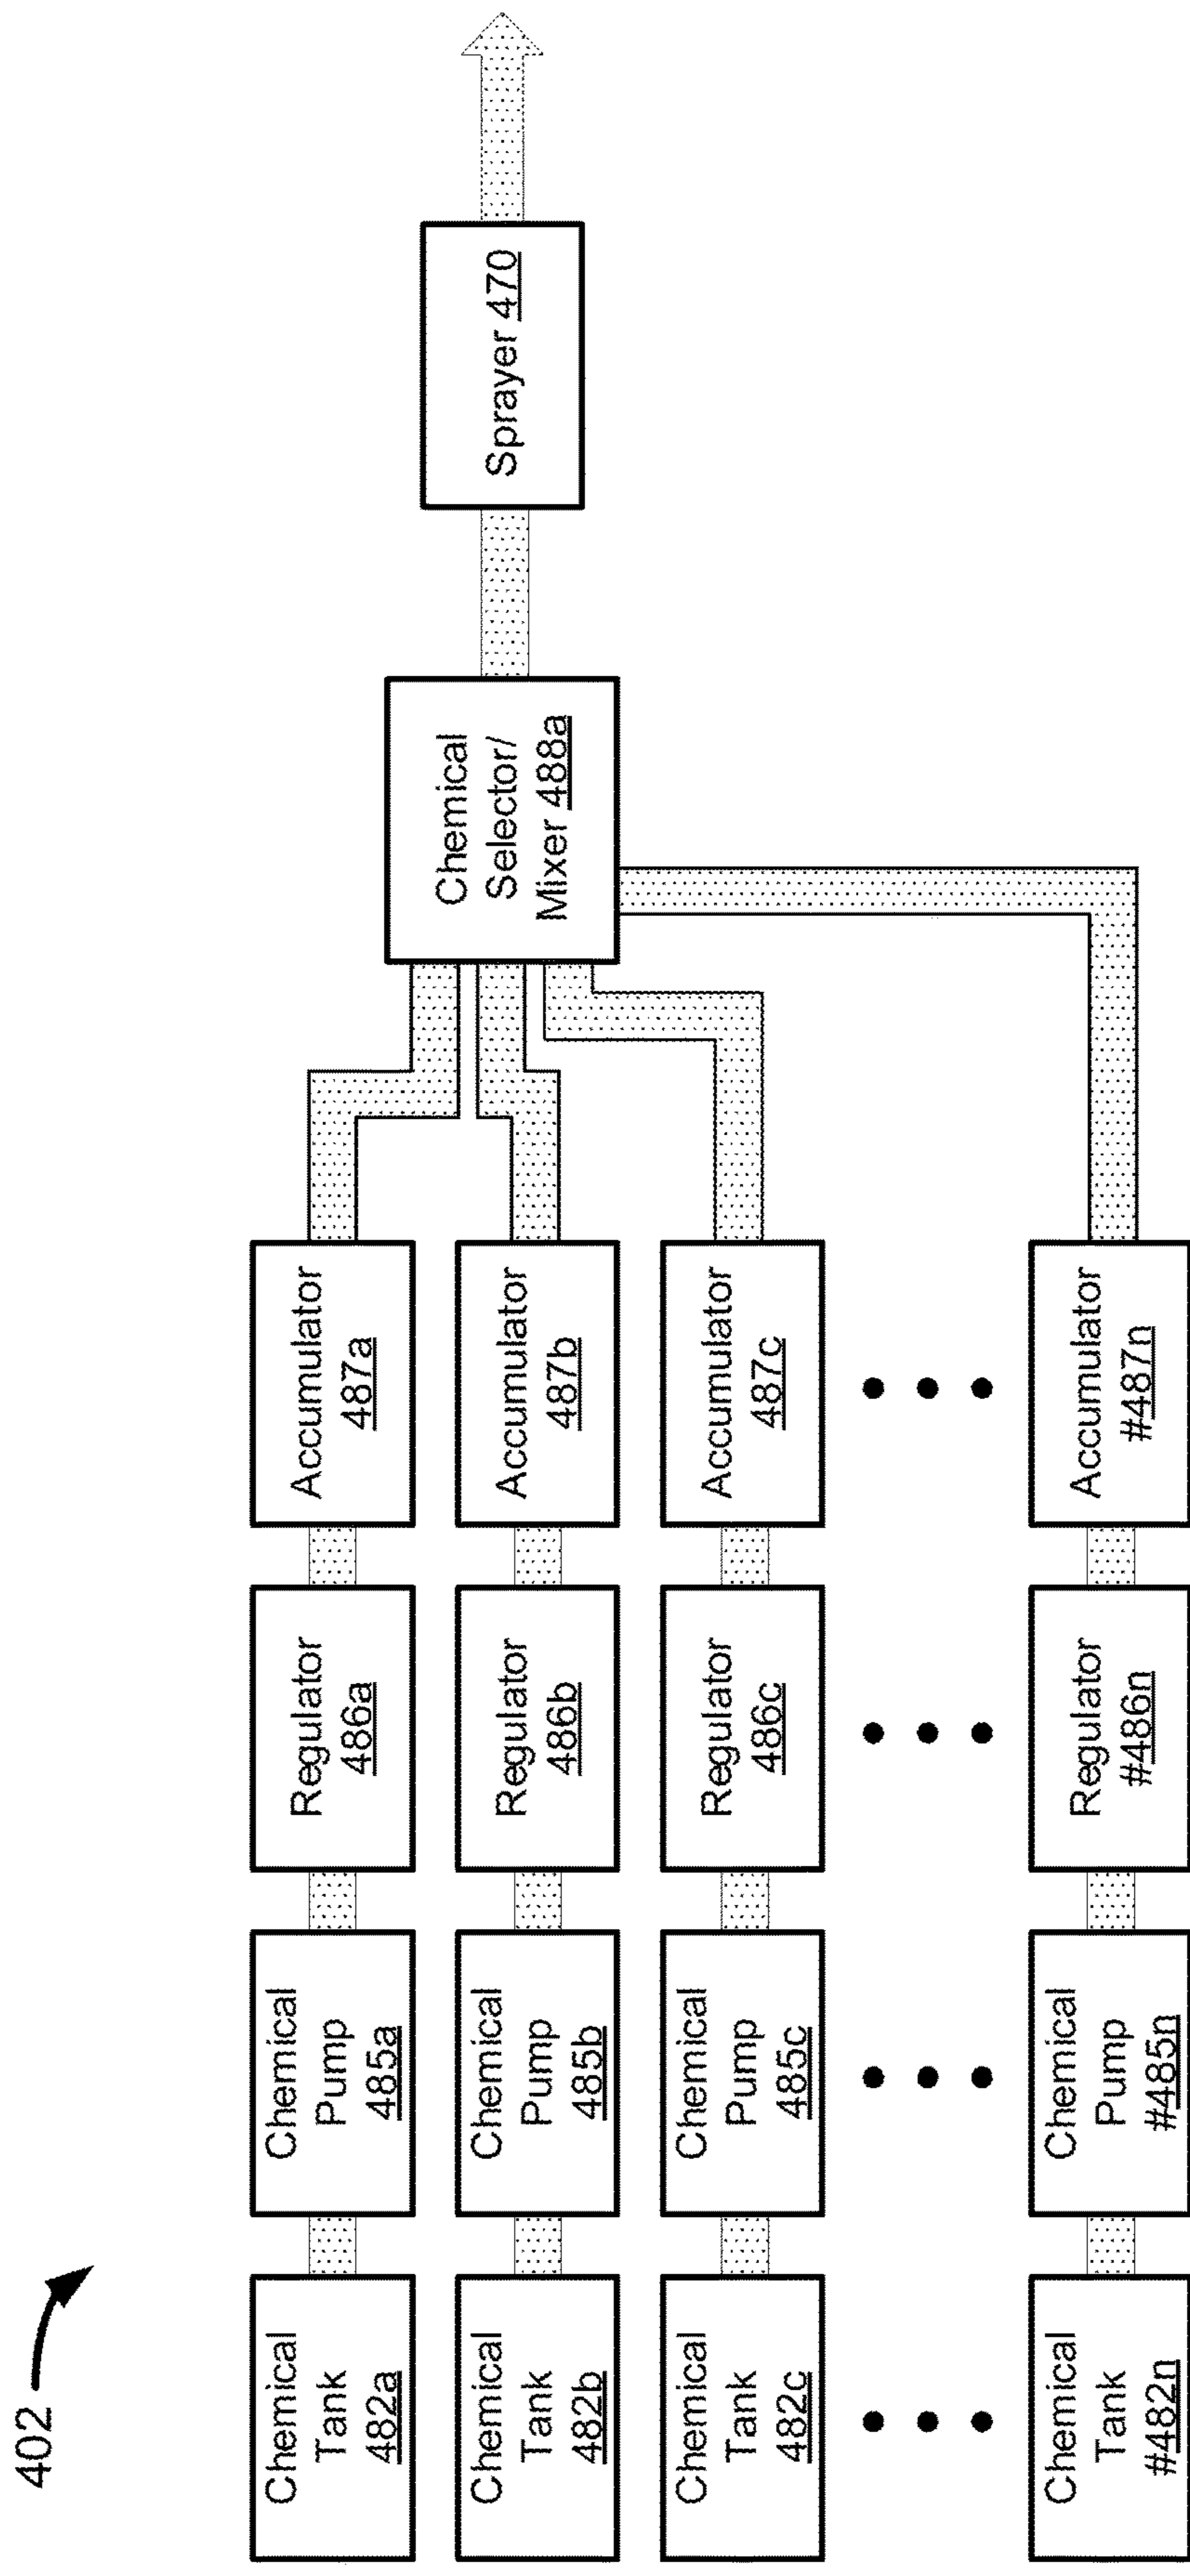 402
Chemical
Tank
482a
Chemical
Pump
485a
Regulator
486a
Accumulator
487a
Chemical
Tank
482b
Chemical
Pump
485b
Regulator
486b
Accumulator
487b
Chemical
Tank
482c
Chemical
Pump
485c
Regulator
486c
Accumulator
487c
Chemical
Tank
#482n
Chemical
Pump
#485n
Regulator
#486n
Accumulator
#487n
Chemical
Selector/
Mixer 488a
Sprayer 470